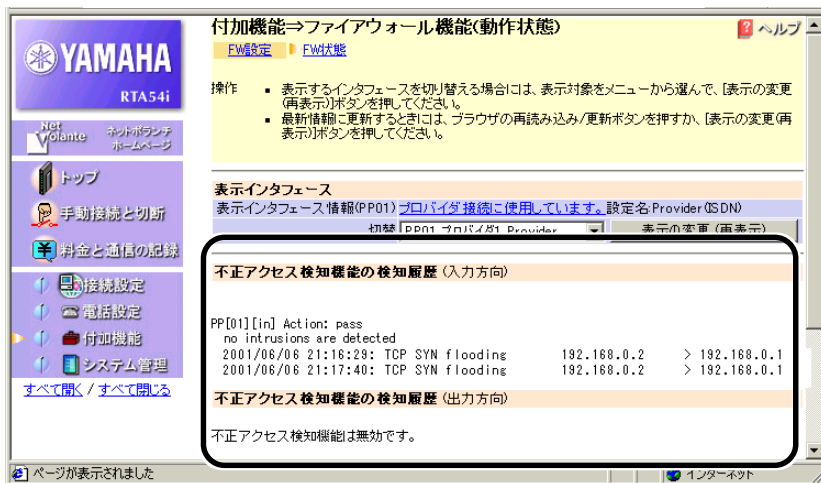 付加機能⇒ファイアウォール機能(動作状態)
ヘルプ
FW設定 FW状態
操作
表示するインタフェースを切り替える場合には、表示対象をメニューから選んで、[表示の変更
(再表示)]ボタンを押してください。
最新情報に更新するときには、ブラウザの再読み込み/更新ボタンを押すか、[表示の変更(再
表示)]ボタンを押してください。
YAMAHA
RTA54i
Net Volante
ネットボランチ
ホームページ
トップ
手動接続と切断
料金と通信の記録
接続設定
電話設定
付加機能
システム管理
すべて開く / すべて閉じる
表示インタフェース
表示インタフェース情報(PP01) プロバイダ接続に使用しています。設定名:Provider(ISDN)
切替 PP01 プロバイダ1 Provider 表示の変更 (再表示)
不正アクセス検知機能の検知履歴 (入力方向)
PP[01][in] Action: pass
no intrusions are detected
2001/06/06 21:16:29: TCP SYN flooding 192.168.0.2 > 192.168.0.1
2001/06/06 21:17:40: TCP SYN flooding 192.168.0.2 > 192.168.0.1
不正アクセス検知機能の検知履歴 (出力方向)
不正アクセス検知機能は無効です。
ページが表示されました
インターネット